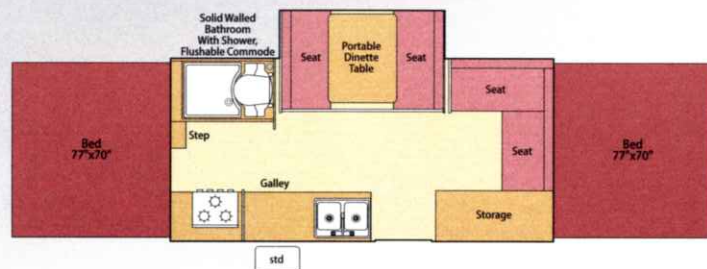 Solid Walled
Bathroom
With Shower,
Flushable Commode
Seat
Portable
Dinette
Table
Seat
Seat
Bed
77"x70"
Step
Seat
Bed
77"x70"
Galley
Storage
std